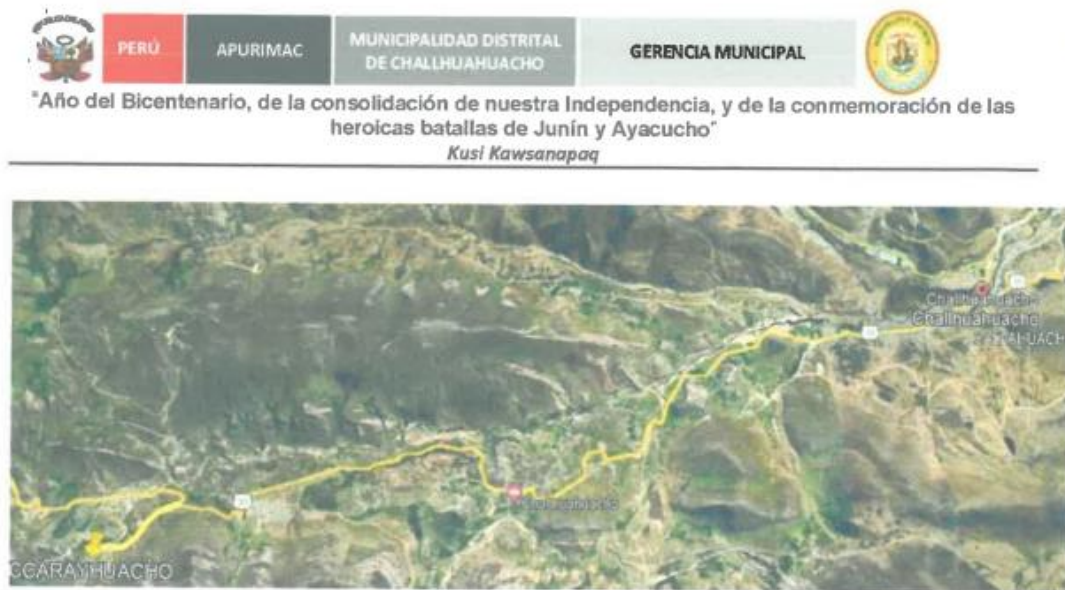 PERÚ
APURIMAC
MUNICIPALIDAD DISTRITAL
DE CHALLHUAHUACHO
GERENCIA MUNICIPAL
"Año del Bicentenario, de la consolidación de nuestra Independencia, y de la conmemoración de las
heroicas batallas de Junín y Ayacucho"
Kusi Kawsanapaq
Challhuahuacho
Challhuahuacho
CCARAYHUACHO